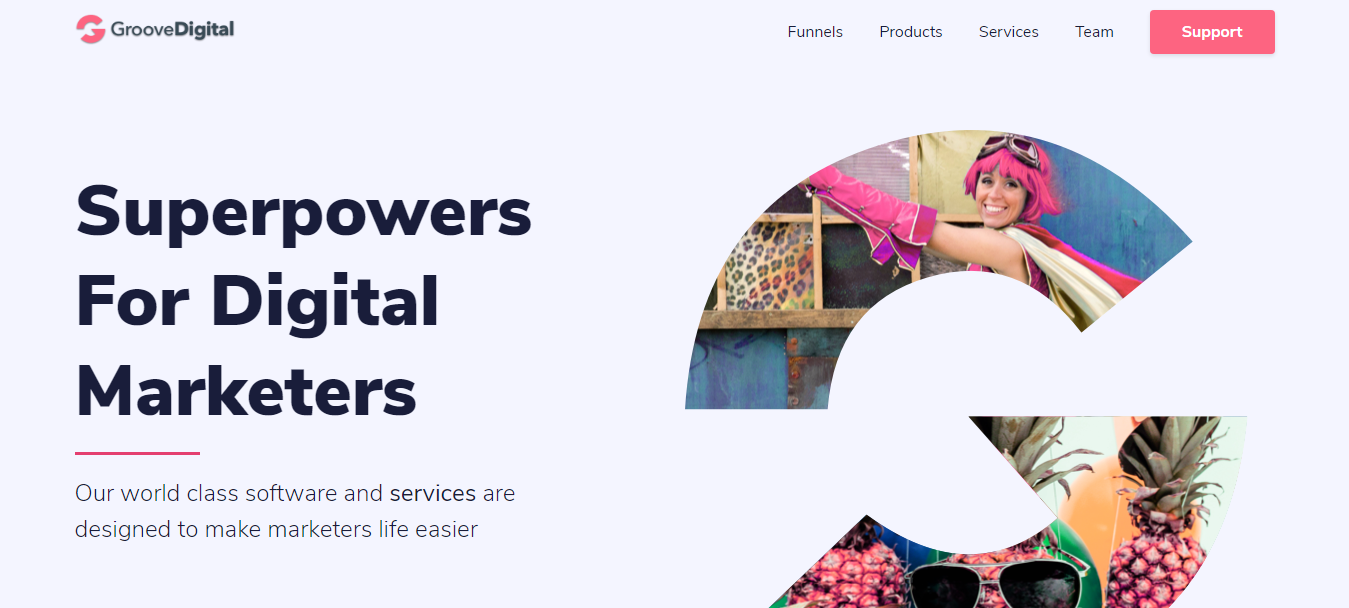 GrooveDigital
Funnels
Products
Services
Team
Support
Superpowers
For Digital
Marketers
Our world class software and services are
designed to make marketers life easier